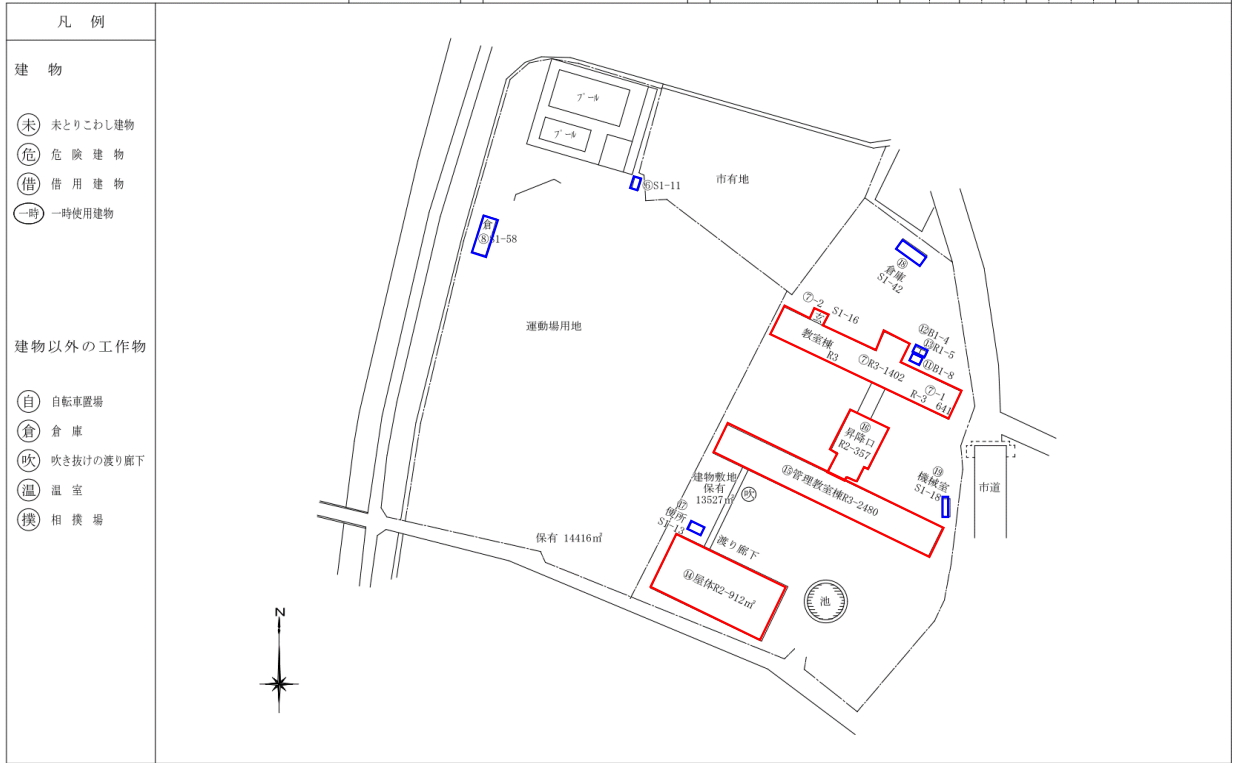 凡 例
建 物
未 未とりこわし建物
危 危 険 建 物
借 借 用 建 物
一時 一時使用建物
建物以外の工作物
自 自転車置場
倉 倉 庫
吹 吹き抜けの渡り廊下
温 温 室
撲 相 撲 場
プール
プール
市有地
⑥S1-11
倉
⑧S1-58
運動場用地
⑱
倉庫
S1-42
⑦-2 S1-16
玄
教室棟
R3
⑦R3-1402
⑫B1-4
⑬R1-5
⑪B1-8
⑦-1
R-3 641
⑯
昇降口
R2-357
⑮管理教室棟R3-2480
⑲
機械室
S1-18
市道
建物敷地
保有
13527㎡
吹
⑰
便所
S1-13
渡り廊下
保有 14416㎡
⑭屋体R2-912㎡
池
N